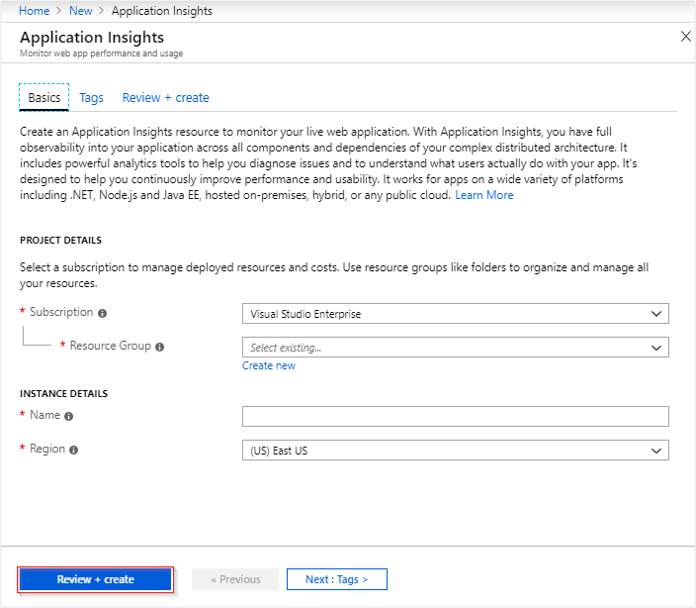 Home > New > Application Insights
Application Insights
Monitor web app performance and usage
Basics Tags Review + create
Create an Application Insights resource to monitor your live web application. With Application Insights, you have full
observability into your application across all components and dependencies of your complex distributed architecture. It
includes powerful analytics tools to help you diagnose issues and to understand what users actually do with your app. It's
designed to help you continuously improve performance and usability. It works for apps on a wide variety of platforms
including .NET, Node.js and Java EE, hosted on-premises, hybrid, or any public cloud. Learn More
PROJECT DETAILS
Select a subscription to manage deployed resources and costs. Use resource groups like folders to organize and manage all
your resources.
* Subscription Visual Studio Enterprise
* Resource Group Select existing...
Create new
INSTANCE DETAILS
* Name
* Region (US) East US
Review + create « Previous Next : Tags >